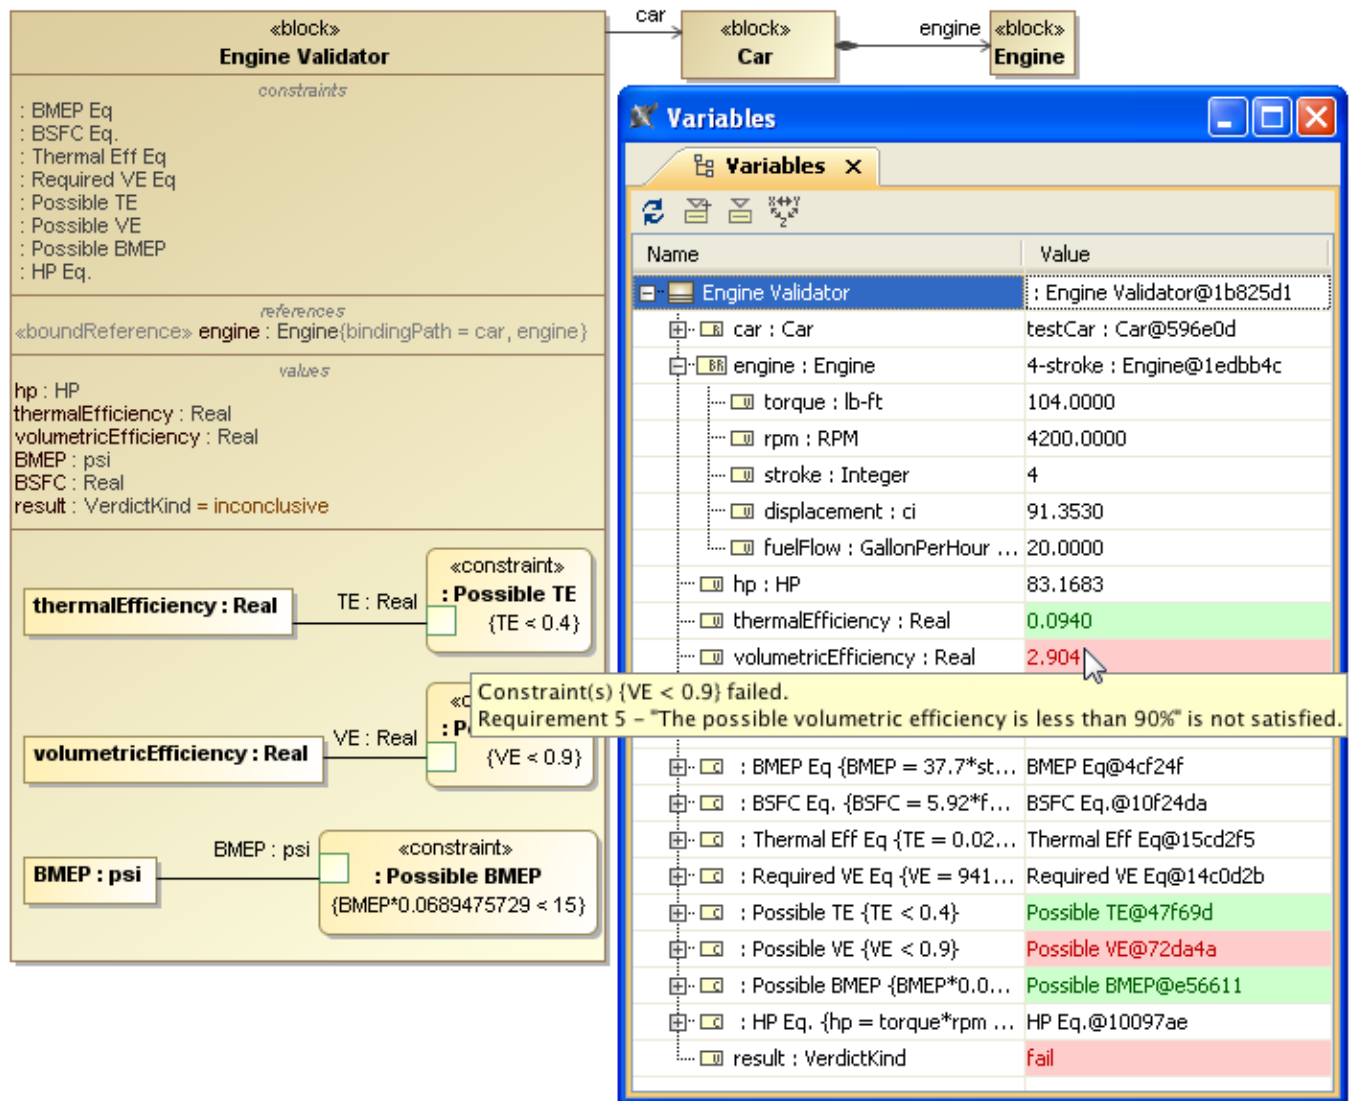 «block»
Engine Validator
constraints
: BMEP Eq
: BSFC Eq.
: Thermal Eff Eq
: Required VE Eq
: Possible TE
: Possible VE
: Possible BMEP
: HP Eq.
references
«boundReference» engine : Engine{bindingPath = car, engine}
values
hp : HP
thermalEfficiency : Real
volumetricEfficiency : Real
BMEP : psi
BSFC : Real
result : VerdictKind = inconclusive
thermalEfficiency : Real
TE : Real
«constraint»
: Possible TE
{TE < 0.4}
volumetricEfficiency : Real
VE : Real
{VE < 0.9}
BMEP : psi
BMEP : psi
«constraint»
: Possible BMEP
{BMEP*0.0689475729 < 15}
car
«block»
Car
engine
«block»
Engine
Variables
Variables X
Name Value
Engine Validator : Engine Validator@1b825d1
car : Car testCar : Car@596e0d
engine : Engine 4-stroke : Engine@1edbb4c
torque : lb-ft 104.0000
rpm : RPM 4200.0000
stroke : Integer 4
displacement : ci 91.3530
fuelFlow : GallonPerHour ... 20.0000
hp : HP 83.1683
thermalEfficiency : Real 0.0940
volumetricEfficiency : Real 2.904
Constraint(s) {VE < 0.9} failed.
Requirement 5 - "The possible volumetric efficiency is less than 90%" is not satisfied.
: BMEP Eq {BMEP = 37.7*st... BMEP Eq@4cf24f
: BSFC Eq. {BSFC = 5.92*f... BSFC Eq.@10f24da
: Thermal Eff Eq {TE = 0.02... Thermal Eff Eq@15cd2f5
: Required VE Eq {VE = 941... Required VE Eq@14c0d2b
: Possible TE {TE < 0.4} Possible TE@47f69d
: Possible VE {VE < 0.9} Possible VE@72da4a
: Possible BMEP {BMEP*0.0... Possible BMEP@e56611
: HP Eq. {hp = torque*rpm ... HP Eq.@10097ae
result : VerdictKind fail